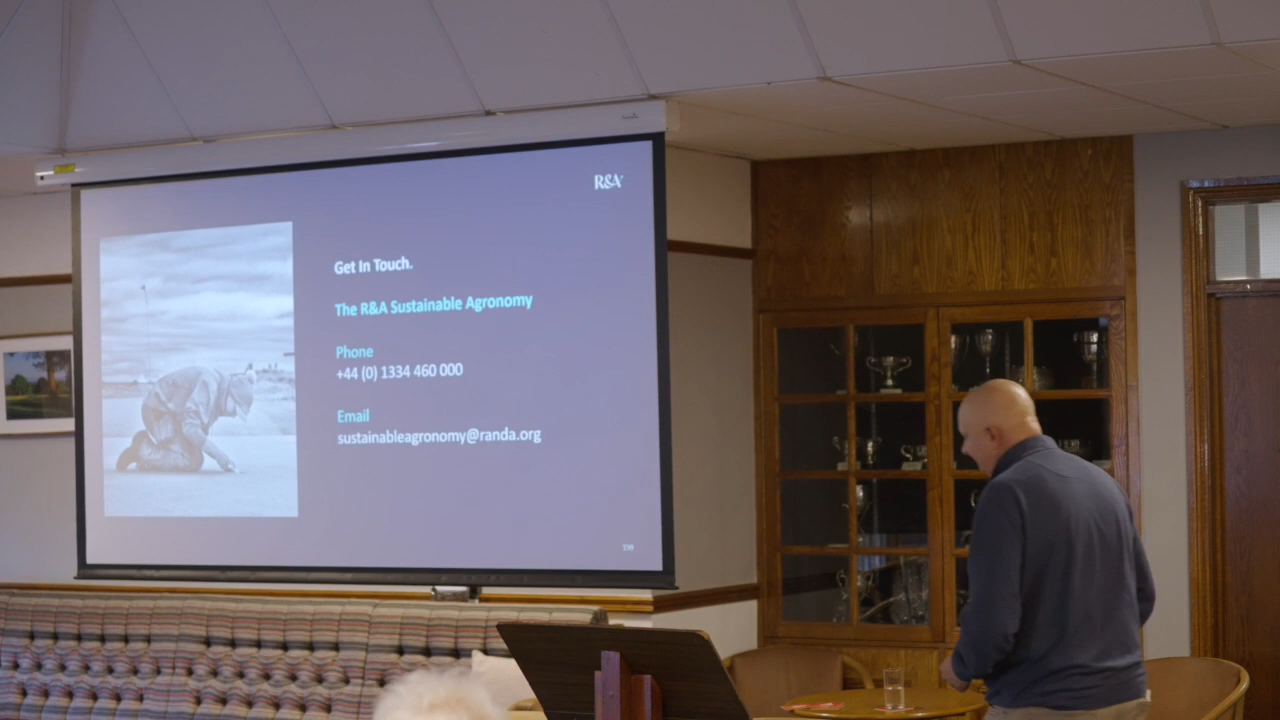 R&A
Get In Touch.
The R&A Sustainable Agronomy
Phone
+44 (0) 1334 460 000
Email
sustainableagronomy@randa.org